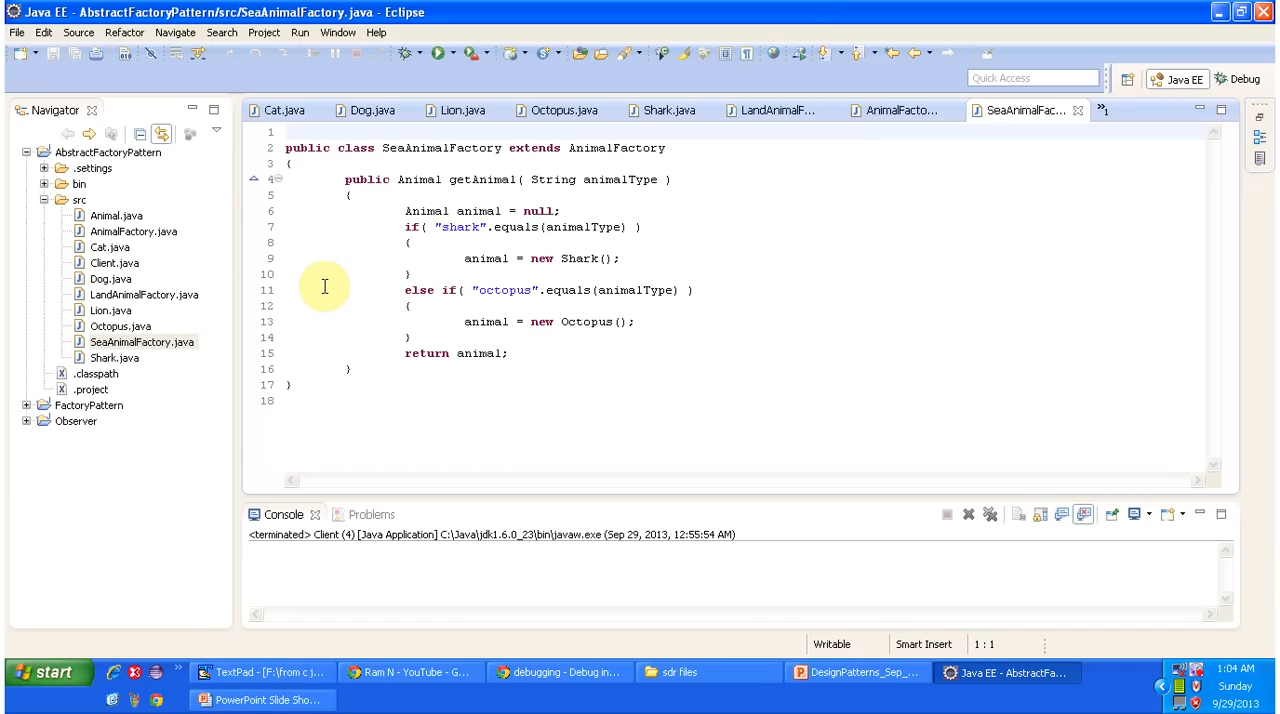 Java EE - AbstractFactoryPattern/src/SeaAnimalFactory.java - Eclipse
File Edit Source Refactor Navigate Search Project Run Window Help
Quick Access
Java EE
Debug
Navigator
Cat.java
Dog.java
Lion.java
Octopus.java
Shark.java
LandAnimalF...
AnimalFacto...
SeaAnimalFac...
»1
AbstractFactoryPattern
.settings
bin
src
Animal.java
AnimalFactory.java
Cat.java
Client.java
Dog.java
LandAnimalFactory.java
Lion.java
Octopus.java
SeaAnimalFactory.java
Shark.java
.classpath
.project
FactoryPattern
Observer
1
2 public class SeaAnimalFactory extends AnimalFactory
3 {
4 public Animal getAnimal( String animalType )
5 {
6 Animal animal = null;
7 if( "shark".equals(animalType) )
8 {
9 animal = new Shark();
10 }
11 else if( "octopus".equals(animalType) )
12 {
13 animal = new Octopus();
14 }
15 return animal;
16 }
17 }
18
Console
Problems
<terminated> Client (4) [Java Application] C:\Java\jdk1.6.0_23\bin\javaw.exe (Sep 29, 2013, 12:55:54 AM)
Writable
Smart Insert
1 : 1
start
TextPad - [F:\from c j...
Ram N - YouTube - G...
debugging - Debug in...
sdr files
DesignPatterns_Sep_...
Java EE - AbstractFa...
PowerPoint Slide Sho...
1:04 AM
Sunday
9/29/2013